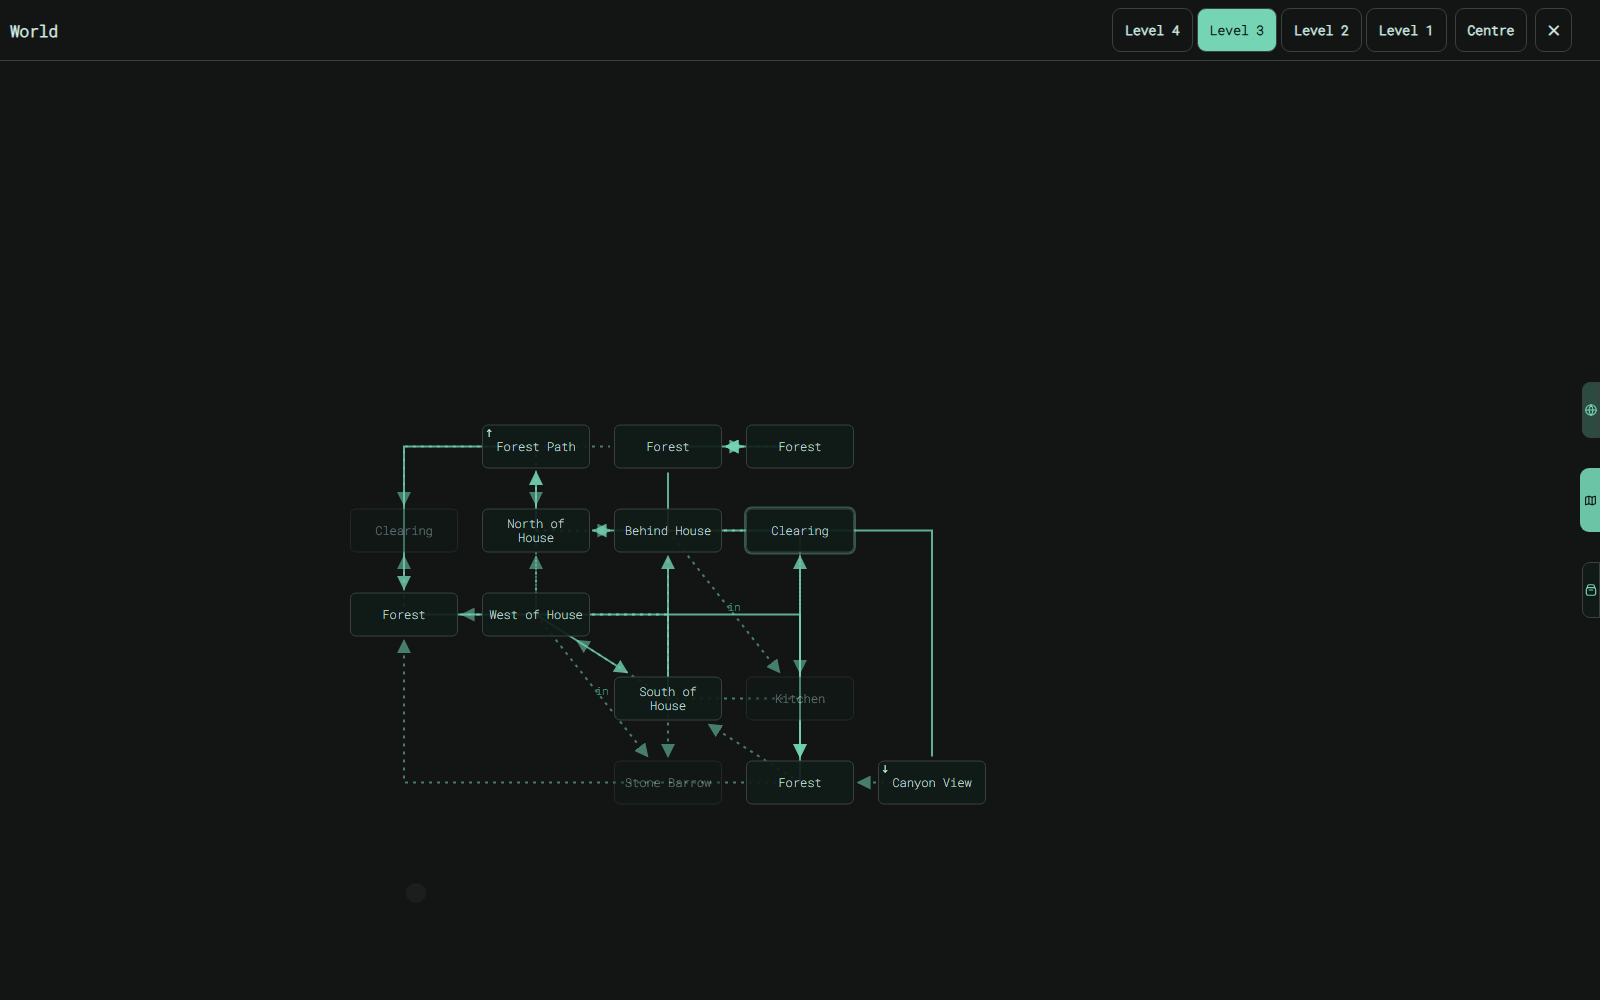 World
Level 4
Level 3
Level 2
Level 1
Centre
✕
↑
Forest Path
Forest
Forest
Clearing
North of
House
Behind House
Clearing
in
Forest
West of House
in
South of
House
Kitchen
Stone Barrow
Forest
↓
Canyon View